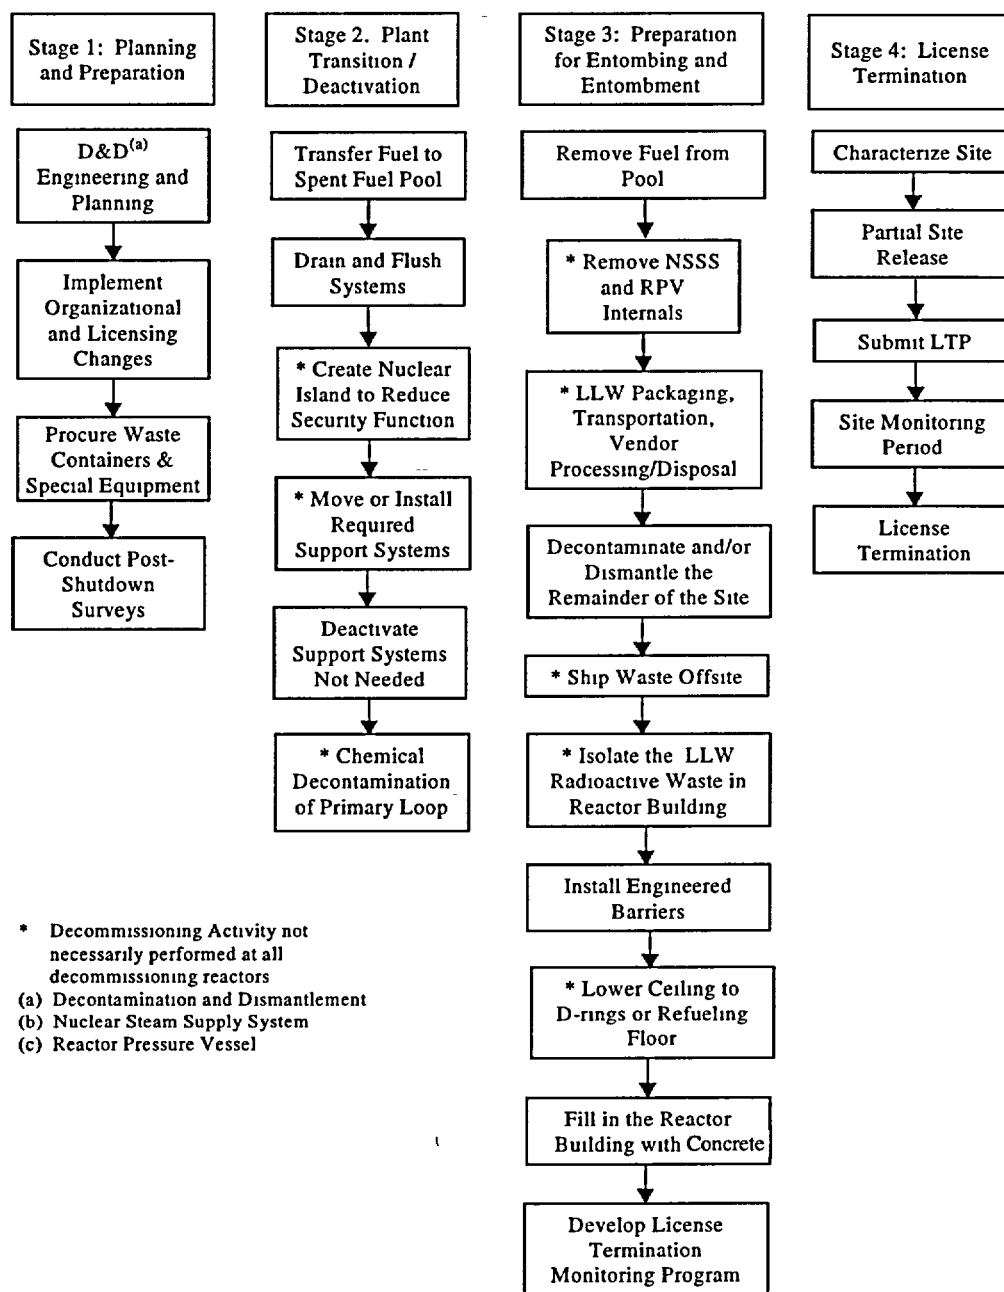 Stage 1: Planning
and Preparation
D&D(a)
Engineering and
Planning
Implement
Organizational
and Licensing
Changes
Procure Waste
Containers &
Special Equipment
Conduct Post-
Shutdown
Surveys
Stage 2. Plant
Transition /
Deactivation
Transfer Fuel to
Spent Fuel Pool
Drain and Flush
Systems
* Create Nuclear
Island to Reduce
Security Function
* Move or Install
Required
Support Systems
Deactivate
Support Systems
Not Needed
* Chemical
Decontamination
of Primary Loop
Stage 3: Preparation
for Entombing and
Entombment
Remove Fuel from
Pool
* Remove NSSS
and RPV
Internals
* LLW Packaging,
Transportation,
Vendor
Processing/Disposal
Decontaminate and/or
Dismantle the
Remainder of the Site
* Ship Waste Offsite
* Isolate the LLW
Radioactive Waste in
Reactor Building
Install Engineered
Barriers
* Lower Ceiling to
D-rings or Refueling
Floor
Fill in the Reactor
Building with Concrete
Develop License
Termination
Monitoring Program
Stage 4: License
Termination
Characterize Site
Partial Site
Release
Submit LTP
Site Monitoring
Period
License
Termination
* Decommissioning Activity not
necessarily performed at all
decommissioning reactors
(a) Decontamination and Dismantlement
(b) Nuclear Steam Supply System
(c) Reactor Pressure Vessel